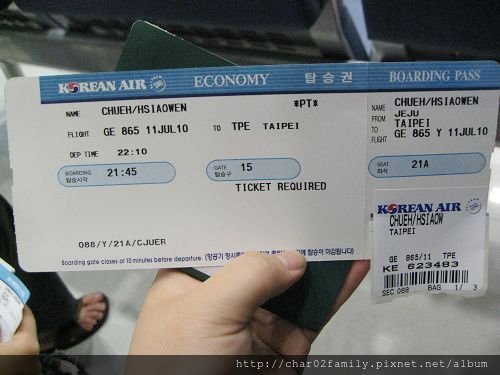 KOREAN AIR ECONOMY 탑승권 BOARDING PASS
NAME CHUEH/HSIAOWEN *PT*
FLIGHT GE 865 11JUL10 TO TPE TAIPEI
DEP TIME 22:10
BOARDING 탑승시각 21:45 GATE 탑승구 15
TICKET REQUIRED
088/Y/21A/CJUER
Boarding gate closes at 10 minutes before departure.
NAME CHUEH/HSIAOWEN
FROM JEJU
TO TAIPEI
FLIGHT GE 865 Y 11JUL10
SEAT 좌석 21A
KOREAN AIR
CHUEH/HSIAOW
TAIPEI
GE 865/11 TPE
KE 623483
SEC 088 BAG 1/ 3
http://char02family.pixnet.net/album